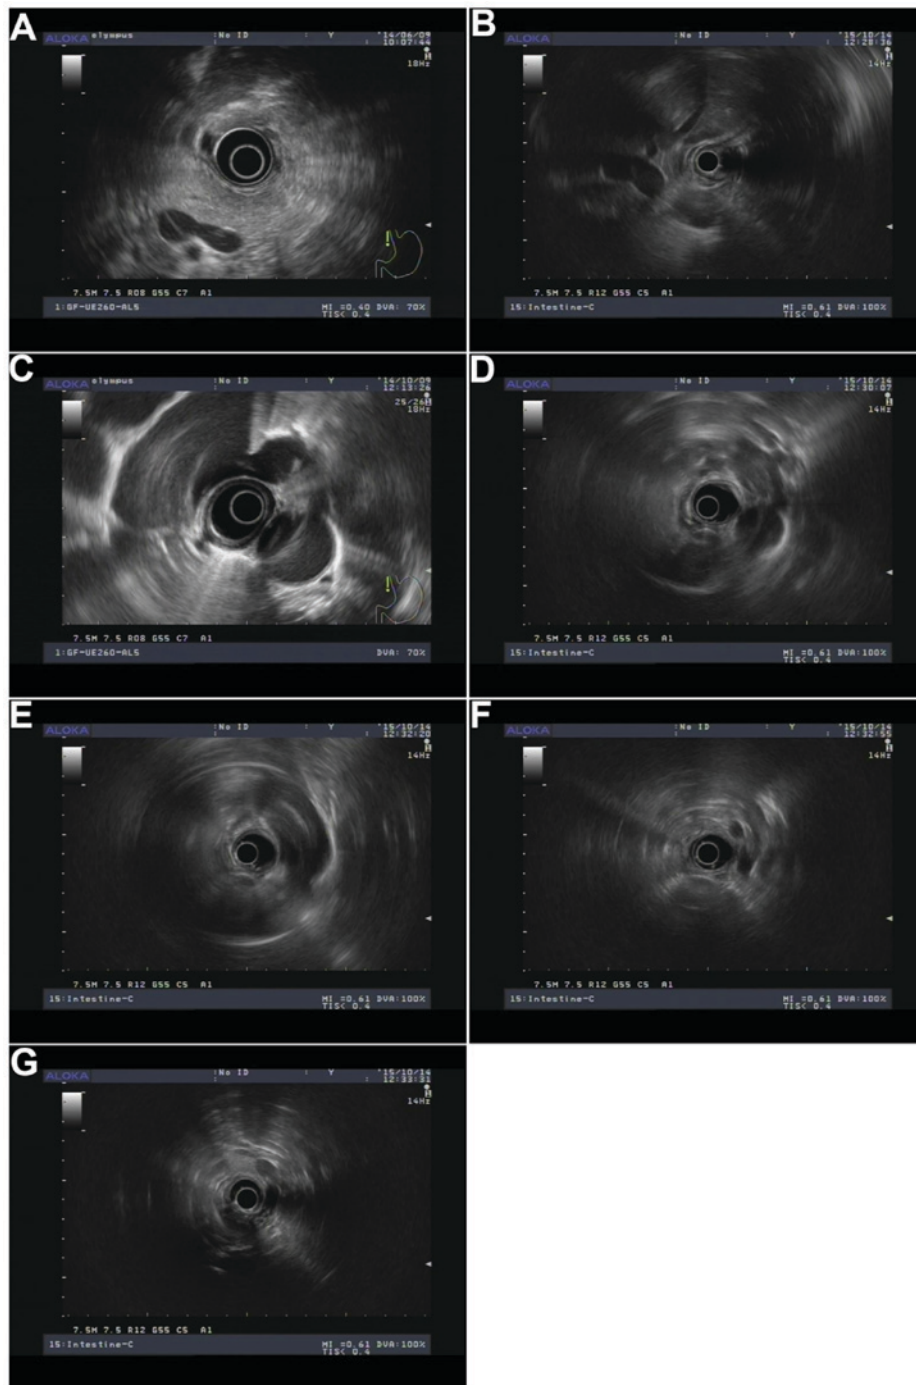 A
ALOKA olympus :No ID : Y '14/06/09
: : 10:07:44
H
18Hz
7.5M 7.5 R08 G55 C7 A1
1:GF-UE260-AL5 MI =0.40 DVA: 70%
TIS< 0.4
B
ALOKA :No ID : Y '15/10/14
: : 12:28:36
H
14Hz
7.5M 7.5 R12 G55 C5 A1
15:Intestine-C MI =0.61 DVA:100%
TIS< 0.4
C
ALOKA olympus :No ID : Y '14/10/09
: : 12:13:26
25/26H
18Hz
7.5M 7.5 R08 G55 C7 A1
1:GF-UE260-AL5 DVA: 70%
D
ALOKA :No ID : Y '15/10/14
: : 12:30:07
H
14Hz
7.5M 7.5 R12 G55 C5 A1
15:Intestine-C MI =0.61 DVA:100%
TIS< 0.4
E
ALOKA :No ID : Y '15/10/14
: : 12:32:20
H
14Hz
7.5M 7.5 R12 G55 C5 A1
15:Intestine-C MI =0.61 DVA:100%
TIS< 0.4
F
ALOKA :No ID : Y '15/10/14
: : 12:32:55
H
14Hz
7.5M 7.5 R12 G55 C5 A1
15:Intestine-C MI =0.61 DVA:100%
TIS< 0.4
G
ALOKA :No ID : Y '15/10/14
: : 12:33:31
H
14Hz
7.5M 7.5 R12 G55 C5 A1
15:Intestine-C MI =0.61 DVA:100%
TIS< 0.4